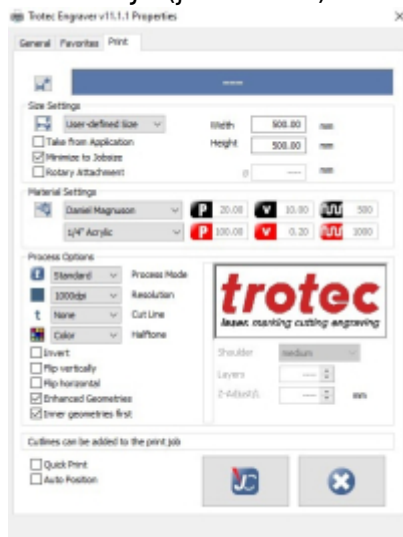 Trotec Engraver v11.1.1 Properties
General Favorites Print
----
Size Settings
User-defined Size Width 500.00 mm
Take from Application Height 500.00 mm
Minimize to Jobsize
Rotary Attachment ø ---- mm
Material Settings
Daniel Magnuson P 20.00 V 10.00 500
1/4" Acrylic P 100.00 V 0.20 1000
Process Options
Standard Process Mode
1000dpi Resolution
t None Cut Line
Color Halftone
trotec
laser. marking cutting engraving
Invert
Flip vertically
Flip horizontal
Enhanced Geometries
Inner geometries first
Shoulder medium
Layers ----
Z-Adjustm. ---- mm
Cutlines can be added to the print job
Quick Print
Auto Position
JC